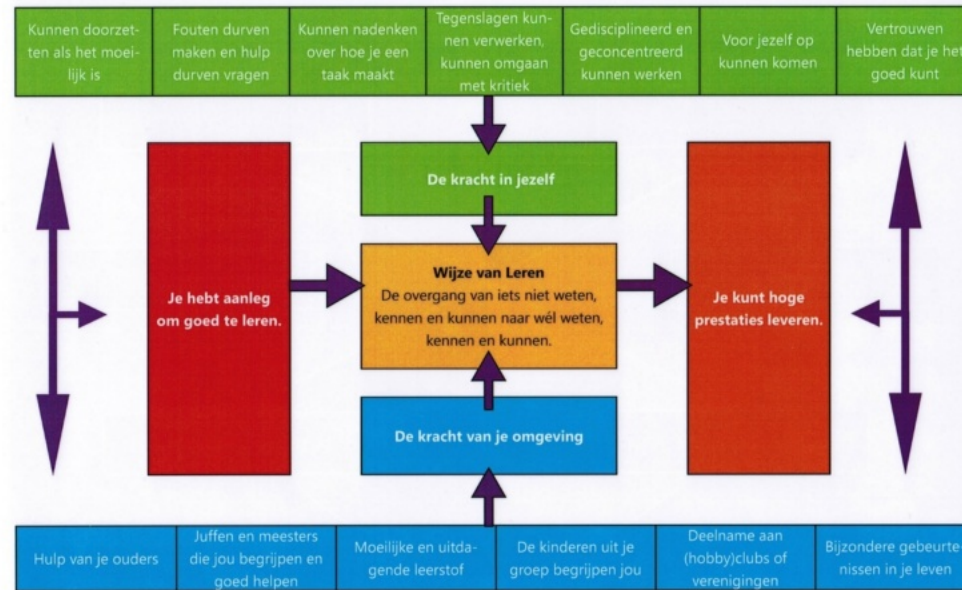 Kunnen doorzet-
ten als het moei-
lijk is
Fouten durven
maken en hulp
durven vragen
Kunnen nadenken
over hoe je een
taak maakt
Tegenslagen kun-
nen verwerken,
kunnen omgaan
met kritiek
Gedisciplineerd en
geconcentreerd
kunnen werken
Voor jezelf op
kunnen komen
Vertrouwen
hebben dat je het
goed kunt
De kracht in jezelf
Je hebt aanleg
om goed te leren.
Wijze van Leren
De overgang van iets niet weten,
kennen en kunnen naar wél weten,
kennen en kunnen.
Je kunt hoge
prestaties leveren.
De kracht van je omgeving
Hulp van je ouders
Juffen en meesters
die jou begrijpen en
goed helpen
Moeilijke en uitda-
gende leerstof
De kinderen uit je
groep begrijpen jou
Deelname aan
(hobby)clubs of
verenigingen
Bijzondere gebeurte-
nissen in je leven